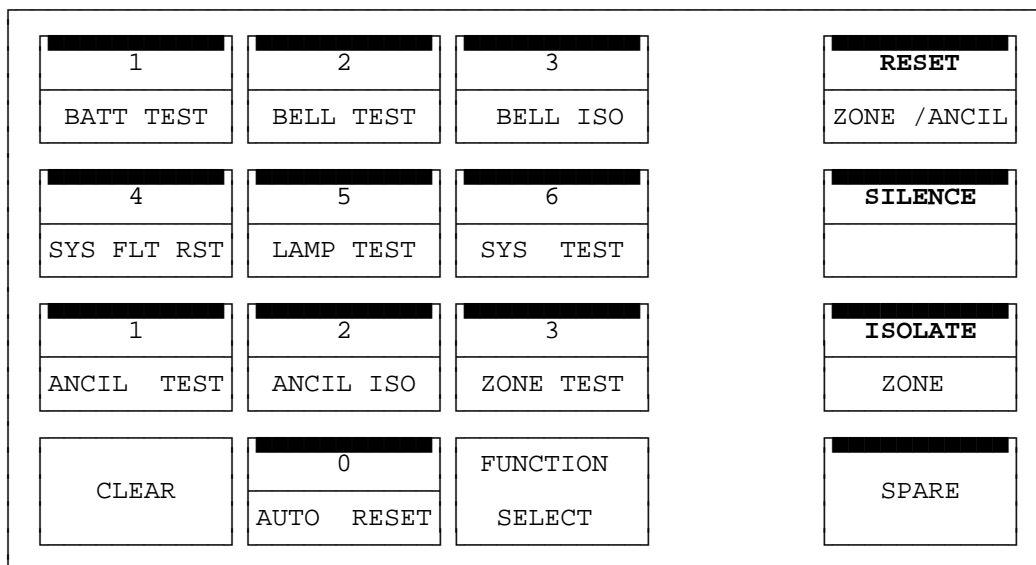 1 2 3 RESET
BATT TEST BELL TEST BELL ISO ZONE /ANCIL
4 5 6 SILENCE
SYS FLT RST LAMP TEST SYS TEST
1 2 3 ISOLATE
ANCIL TEST ANCIL ISO ZONE TEST ZONE
CLEAR 0 FUNCTION SPARE
AUTO RESET SELECT